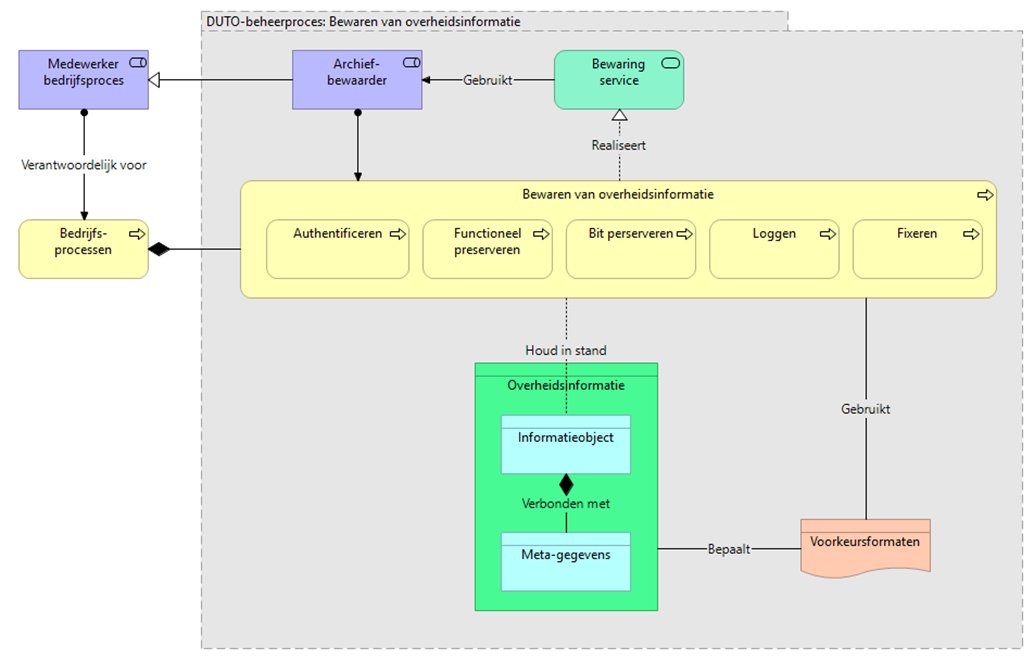 DUTO-beheerproces: Bewaren van overheidsinformatie
Medewerker
bedrijfsproces
Archief-
bewaarder
Gebruikt
Bewaring
service
Realiseert
Verantwoordelijk voor
Bewaren van overheidsinformatie
Bedrijfs-
processen
Authentificeren
Functioneel
preserveren
Bit perserveren
Loggen
Fixeren
Houd in stand
Overheidsinformatie
Gebruikt
Informatieobject
Verbonden met
Voorkeursformaten
Bepaalt
Meta-gegevens